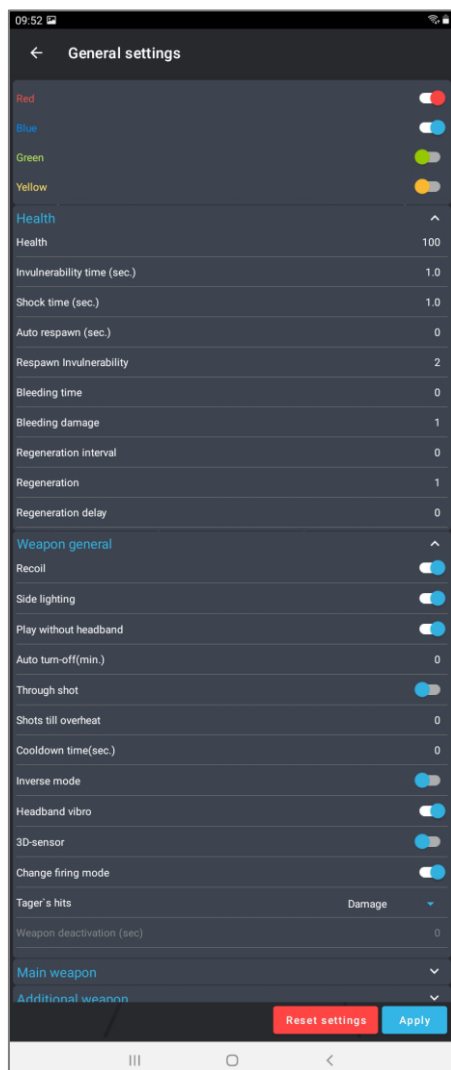 09:52
General settings
Red
Blue
Green
Yellow
Health
Health 100
Invulnerability time (sec.) 1.0
Shock time (sec.) 1.0
Auto respawn (sec.) 0
Respawn Invulnerability 2
Bleeding time 0
Bleeding damage 1
Regeneration interval 0
Regeneration 1
Regeneration delay 0
Weapon general
Recoil
Side lighting
Play without headband
Auto turn-off(min.) 0
Through shot
Shots till overheat 0
Cooldown time(sec.) 0
Inverse mode
Headband vibro
3D-sensor
Change firing mode
Tager`s hits Damage
Weapon deactivation (sec) 0
Main weapon
Additional weapon
Reset settings Apply